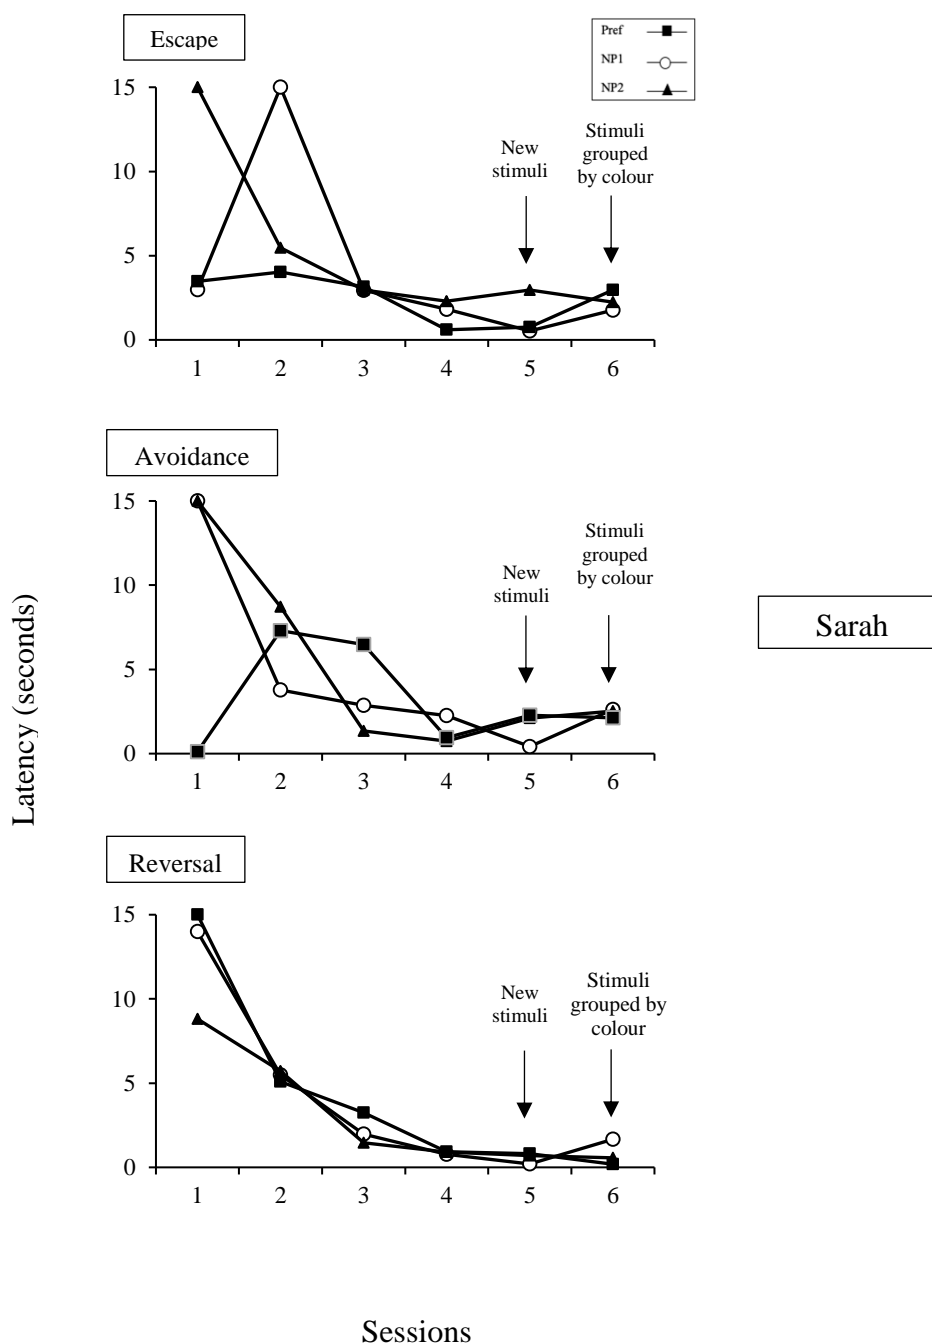 Escape
Pref
NP1
NP2
New
stimuli
Stimuli
grouped
by colour
15
10
5
0
1 2 3 4 5 6
Avoidance
New
stimuli
Stimuli
grouped
by colour
15
10
5
0
1 2 3 4 5 6
Sarah
Latency (seconds)
Reversal
New
stimuli
Stimuli
grouped by
colour
15
10
5
0
1 2 3 4 5 6
Sessions